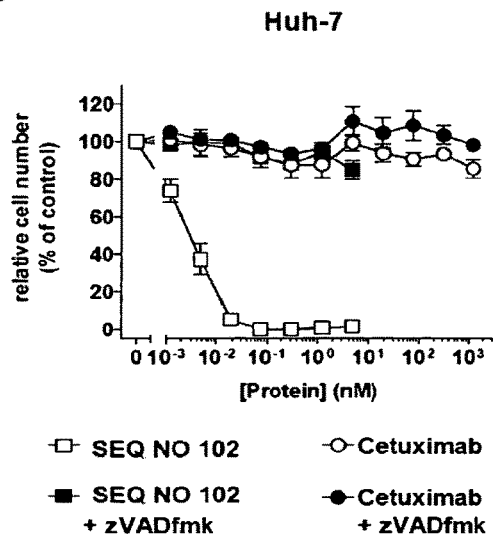 Huh-7
relative cell number
(% of control)
120
100
80
60
40
20
0
0 10-3 10-2 10-1 100 101 102 103
[Protein] (nM)
SEQ NO 102
Cetuximab
SEQ NO 102
+ zVADfmk
Cetuximab
+ zVADfmk